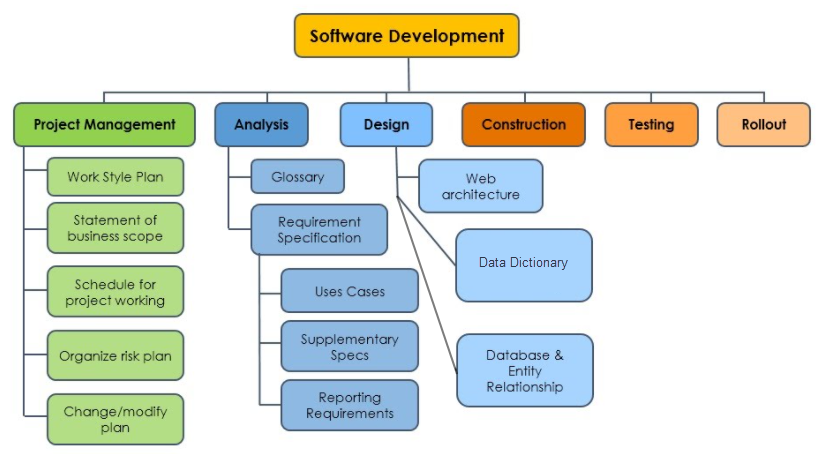 Software Development
Project Management
Analysis
Design
Construction
Testing
Rollout
Work Style Plan
Statement of
business scope
Schedule for
project working
Organize risk plan
Change/modify
plan
Glossary
Requirement
Specification
Uses Cases
Supplementary
Specs
Reporting
Requirements
Web
architecture
Data Dictionary
Database &
Entity
Relationship